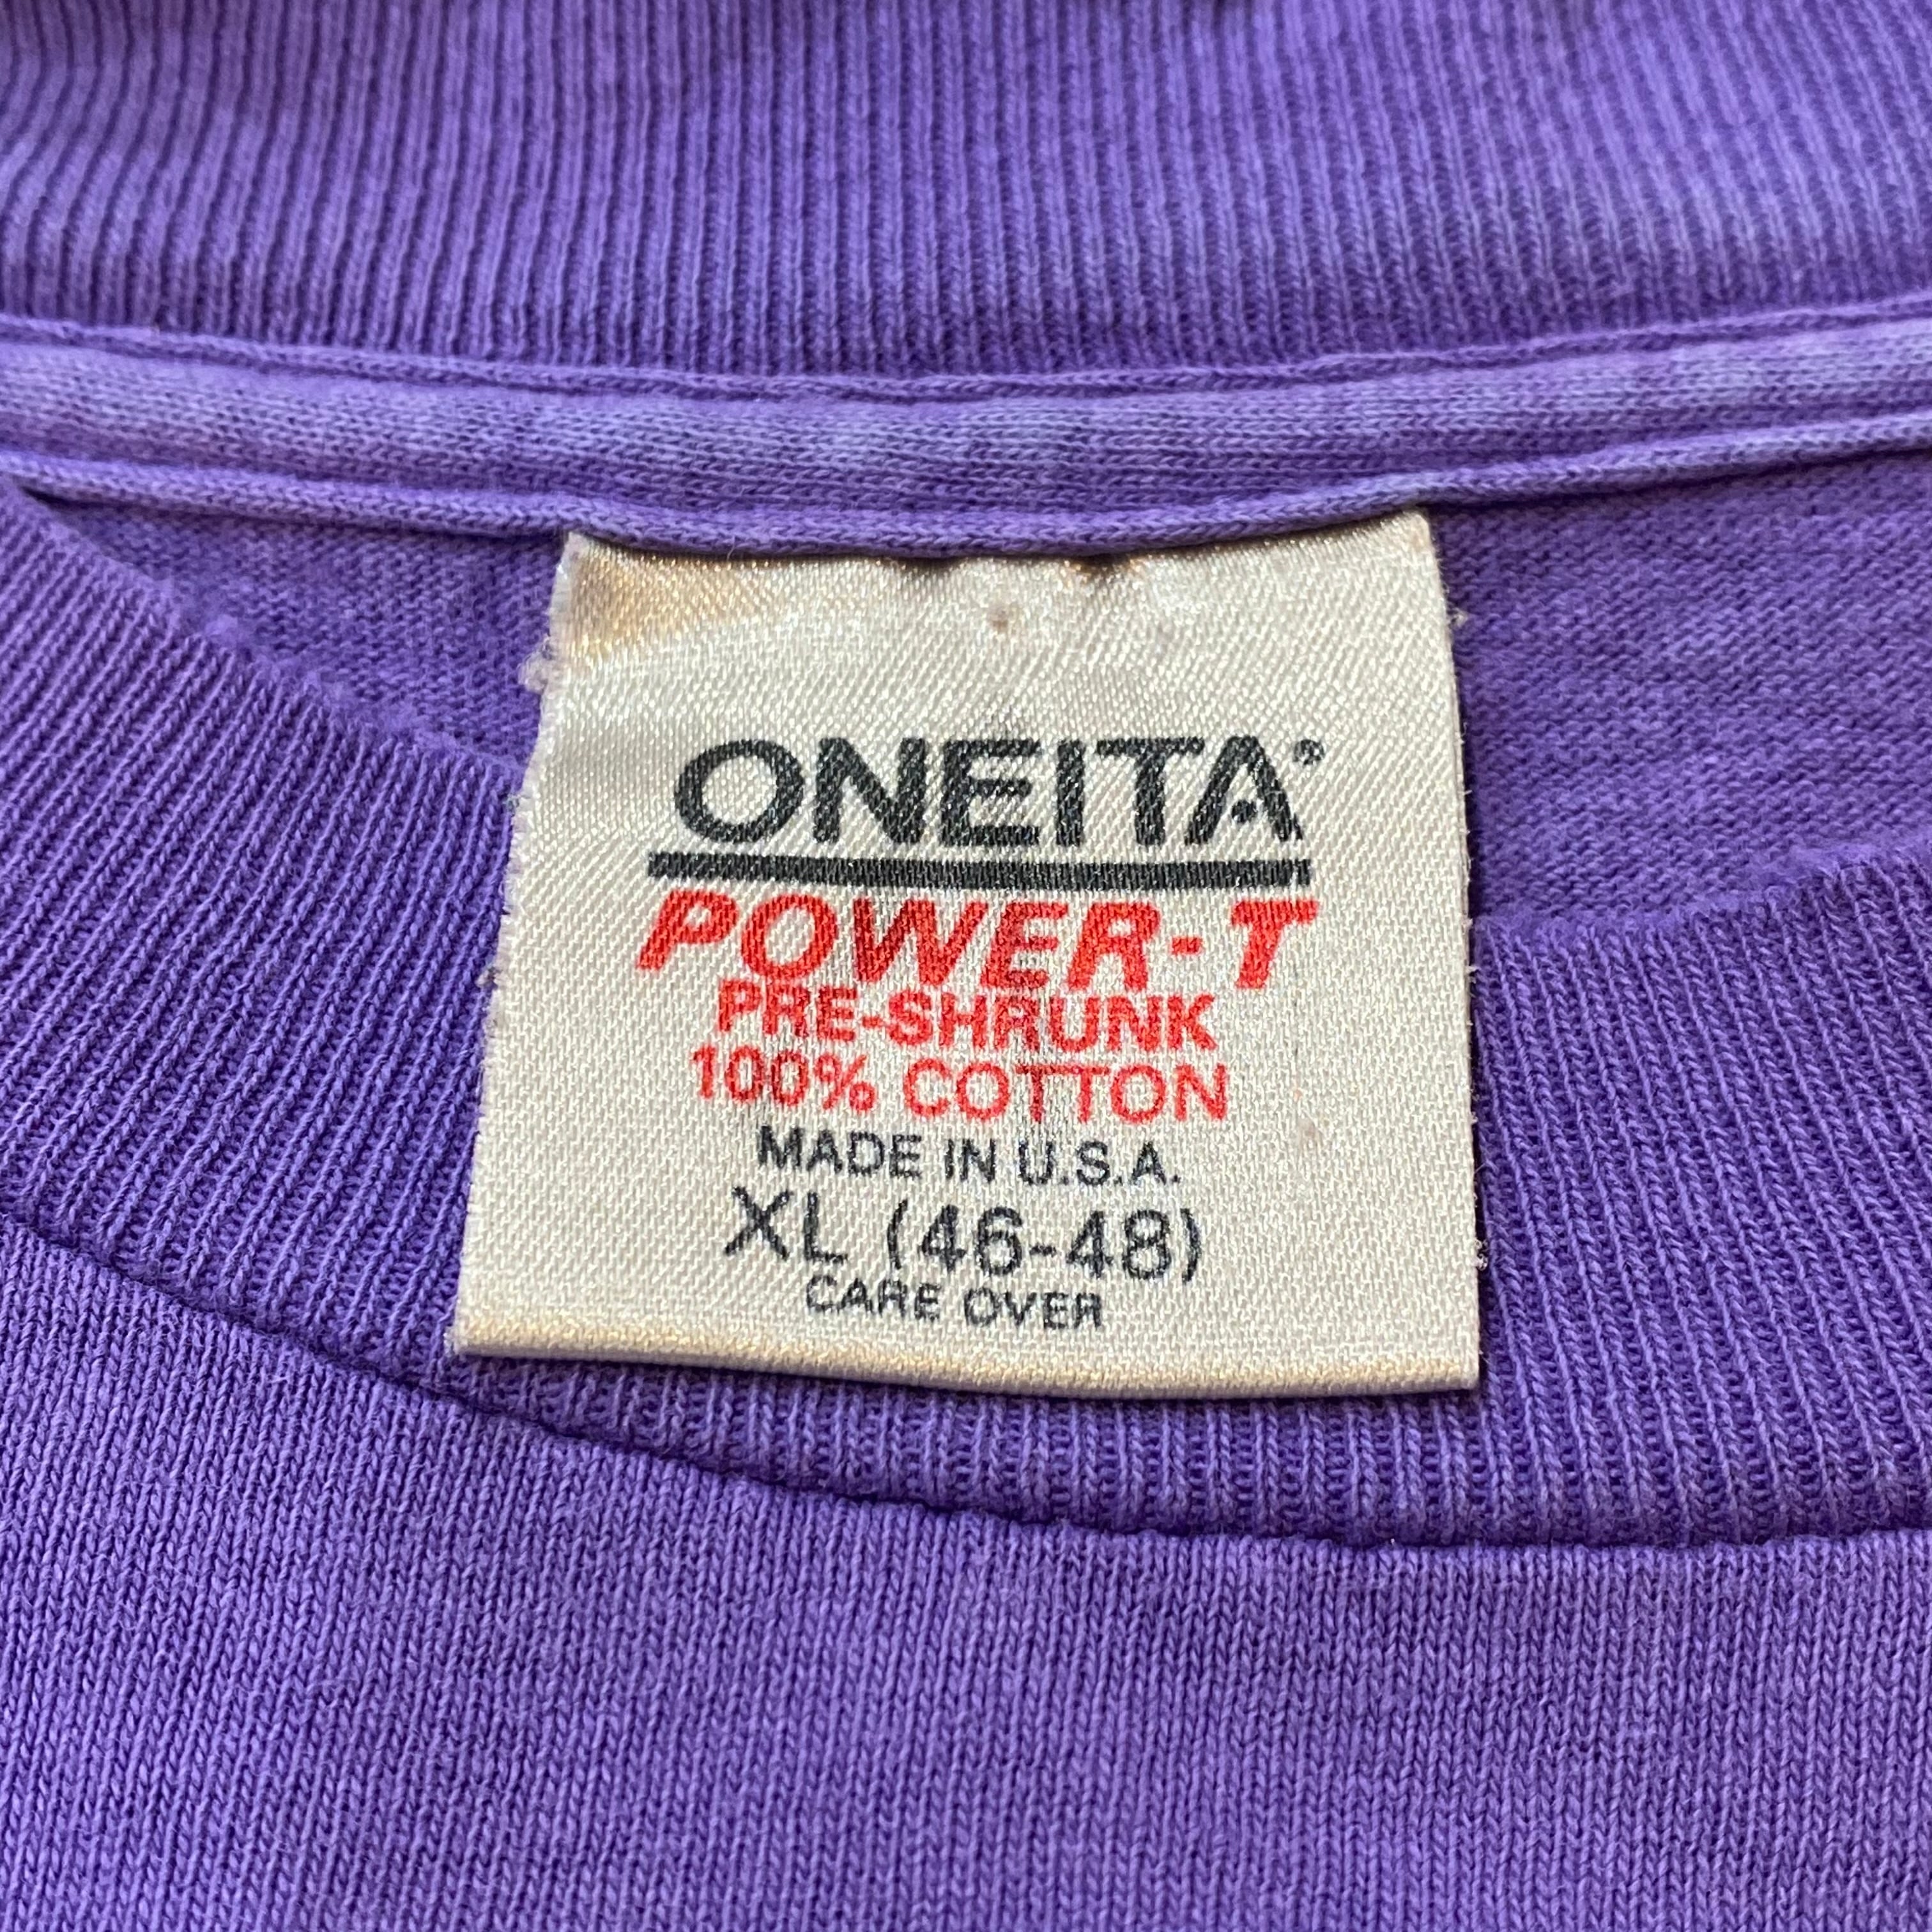 ONEITA®
POWER-T
PRE-SHRUNK
100% COTTON
MADE IN U.S.A.
XL (46-48)
CARE OVER